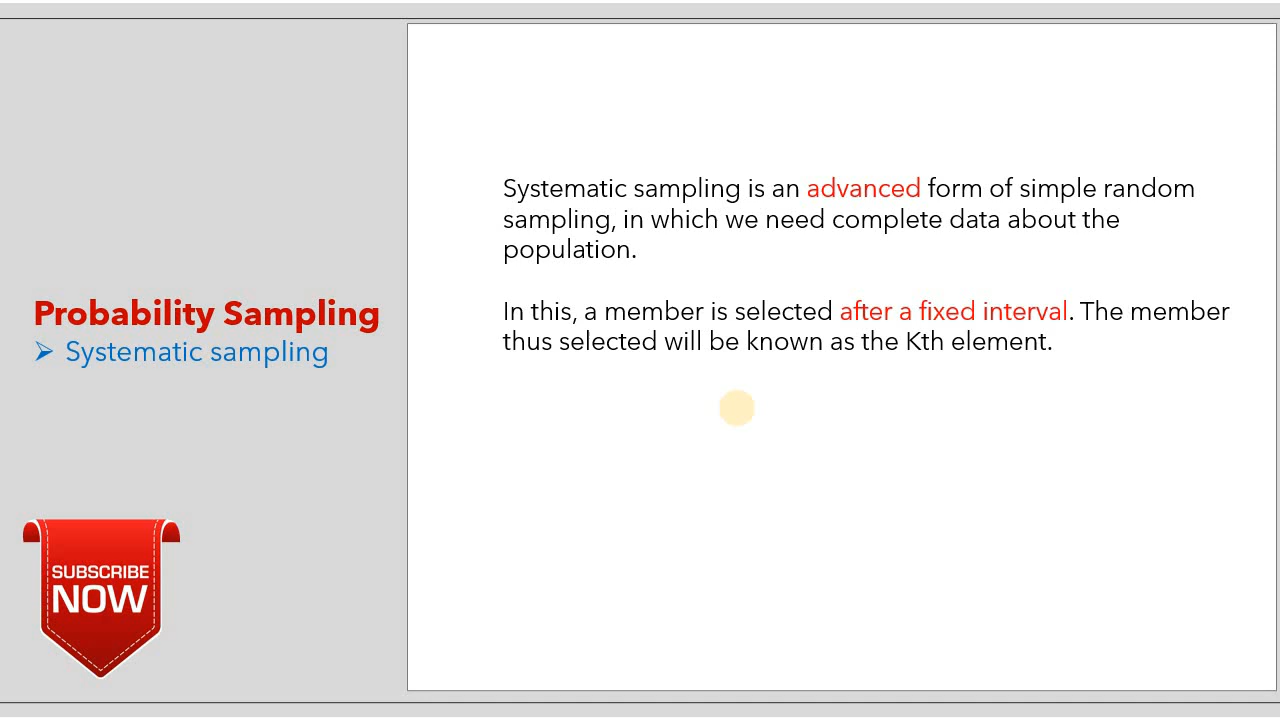 Probability Sampling
➢ Systematic sampling
SUBSCRIBE
NOW
Systematic sampling is an advanced form of simple random
sampling, in which we need complete data about the
population.
In this, a member is selected after a fixed interval. The member
thus selected will be known as the Kth element.